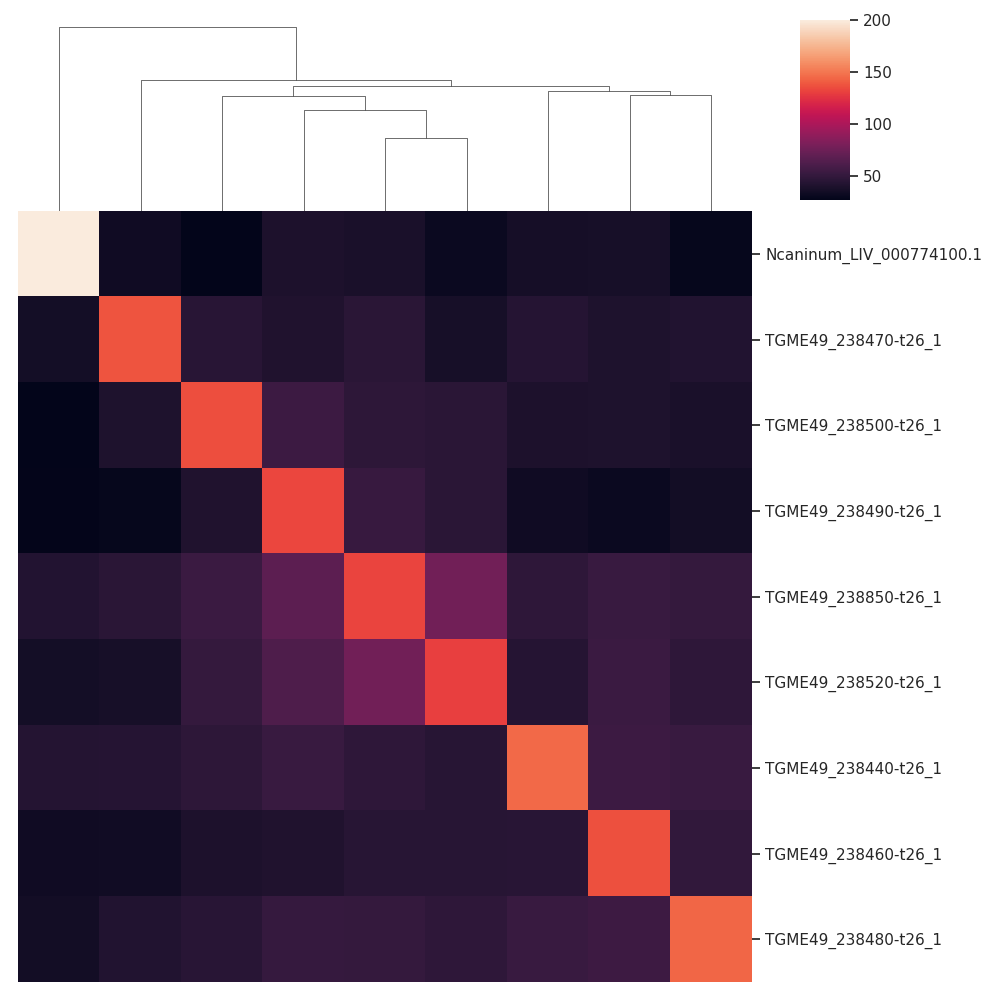 200
150
100
50
Ncaninum_LIV_000774100.1
TGME49_238470-t26_1
TGME49_238500-t26_1
TGME49_238490-t26_1
TGME49_238850-t26_1
TGME49_238520-t26_1
TGME49_238440-t26_1
TGME49_238460-t26_1
TGME49_238480-t26_1